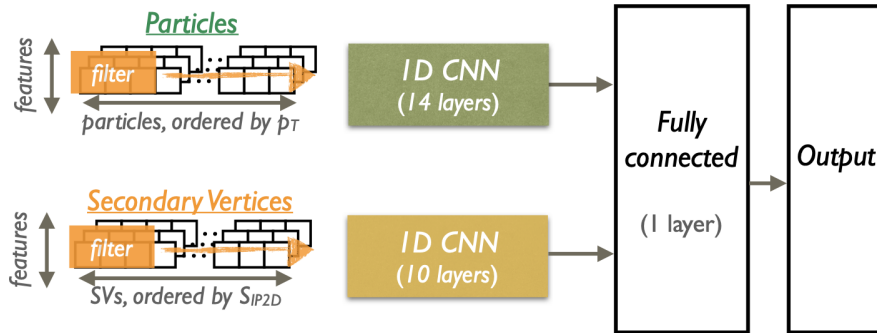 Particles
features
filter
particles, ordered by pT
1D CNN
(14 layers)
Secondary Vertices
features
filter
SVs, ordered by SIP2D
1D CNN
(10 layers)
Fully
connected
(1 layer)
Output